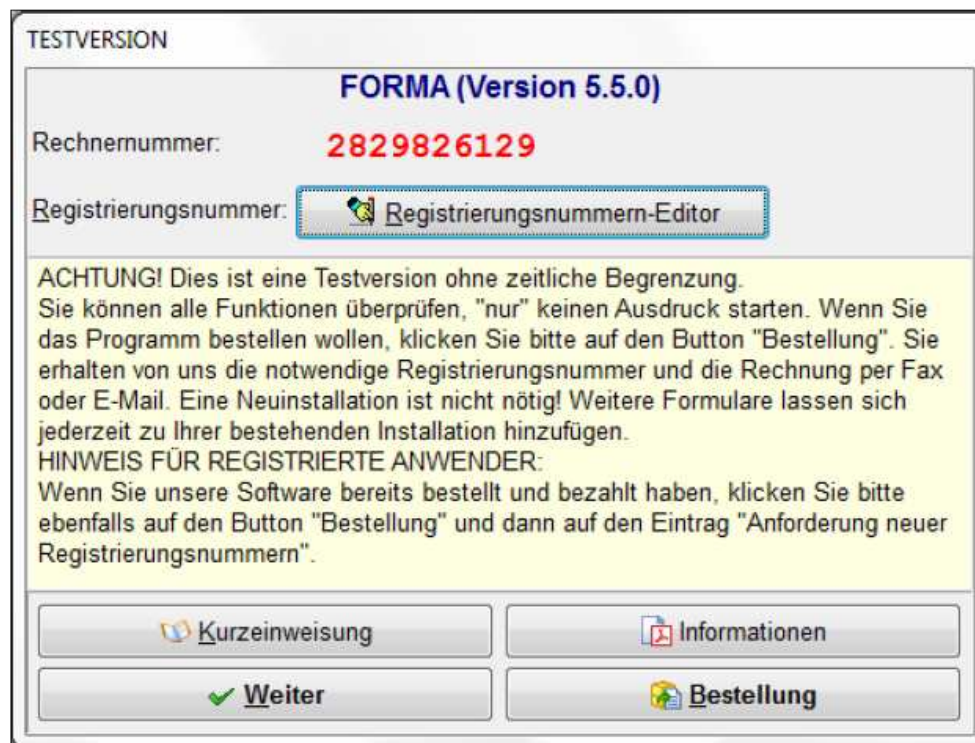 TESTVERSION
FORMA (Version 5.5.0)
Rechnernummer: 2829826129
Registrierungsnummer: Registrierungsnummern-Editor
ACHTUNG! Dies ist eine Testversion ohne zeitliche Begrenzung.
Sie können alle Funktionen überprüfen, "nur" keinen Ausdruck starten. Wenn Sie
das Programm bestellen wollen, klicken Sie bitte auf den Button "Bestellung". Sie
erhalten von uns die notwendige Registrierungsnummer und die Rechnung per Fax
oder E-Mail. Eine Neuinstallation ist nicht nötig! Weitere Formulare lassen sich
jederzeit zu Ihrer bestehenden Installation hinzufügen.
HINWEIS FÜR REGISTRIERTE ANWENDER:
Wenn Sie unsere Software bereits bestellt und bezahlt haben, klicken Sie bitte
ebenfalls auf den Button "Bestellung" und dann auf den Eintrag "Anforderung neuer
Registrierungsnummern".
Kurzeinweisung Informationen
Weiter Bestellung